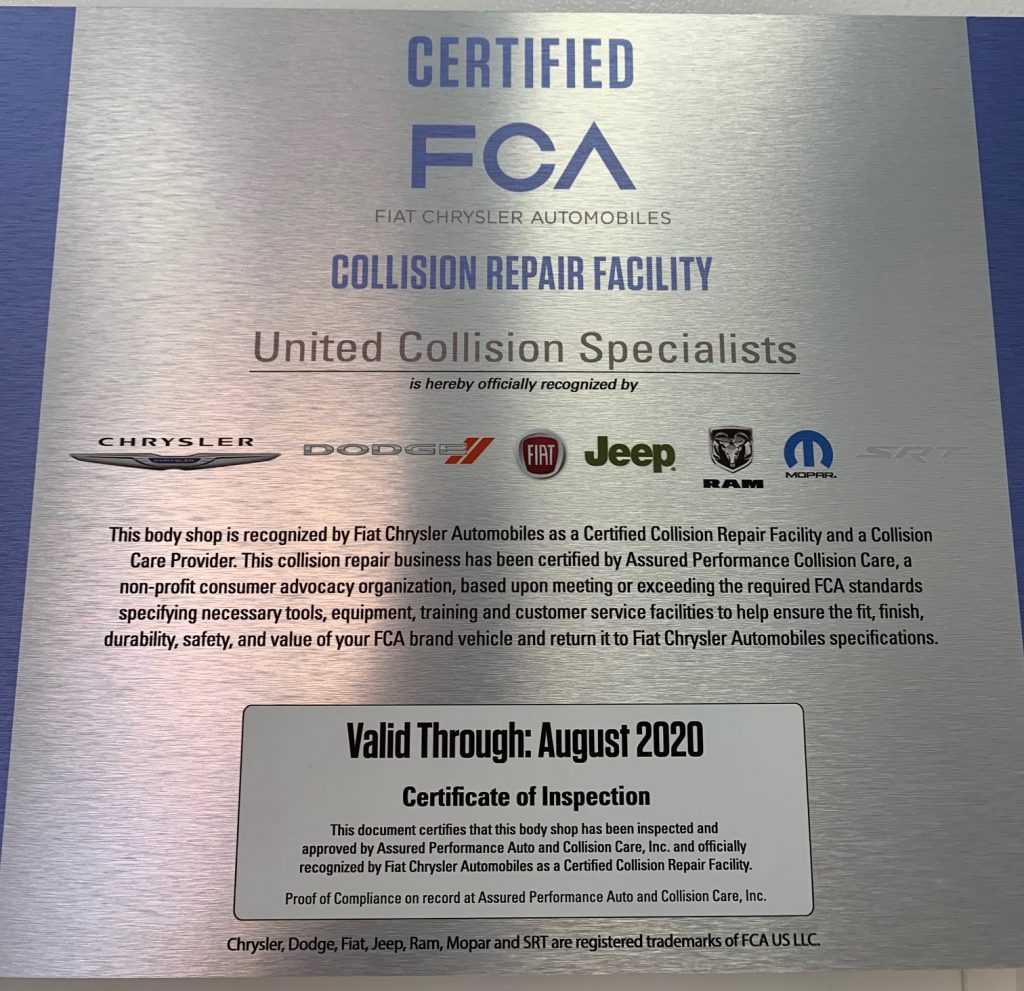 CERTIFIED
FCA
FIAT CHRYSLER AUTOMOBILES
COLLISION REPAIR FACILITY
United Collision Specialists
is hereby officially recognized by
CHRYSLER DODGE FIAT Jeep RAM MOPAR SRT
CHRYSLER
This body shop is recognized by Fiat Chrysler Automobiles as a Certified Collision Repair Facility and a Collision
Care Provider. This collision repair business has been certified by Assured Performance Collision Care, a
non-profit consumer advocacy organization, based upon meeting or exceeding the required FCA standards
specifying necessary tools, equipment, training and customer service facilities to help ensure the fit, finish,
durability, safety, and value of your FCA brand vehicle and return it to Fiat Chrysler Automobiles specifications.
Valid Through: August 2020
Certificate of Inspection
This document certifies that this body shop has been inspected and
approved by Assured Performance Auto and Collision Care, Inc. and officially
recognized by Fiat Chrysler Automobiles as a Certified Collision Repair Facility.
Proof of Compliance on record at Assured Performance Auto and Collision Care, Inc.
Chrysler, Dodge, Fiat, Jeep, Ram, Mopar and SRT are registered trademarks of FCA US LLC.